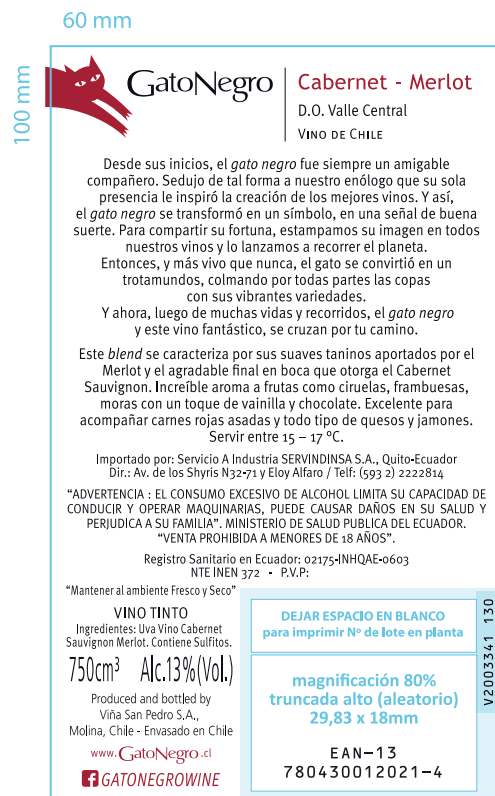 60 mm
100 mm
GatoNegro
Cabernet - Merlot
D.O. Valle Central
VINO DE CHILE
Desde sus inicios, el gato negro fue siempre un amigable
compañero. Sedujo de tal forma a nuestro enólogo que su sola
presencia le inspiró la creación de los mejores vinos. Y así,
el gato negro se transformó en un símbolo, en una señal de buena
suerte. Para compartir su fortuna, estampamos su imagen en todos
nuestros vinos y lo lanzamos a recorrer el planeta.
Entonces, y más vivo que nunca, el gato se convirtió en un
trotamundos, colmando por todas partes las copas
con sus vibrantes variedades.
Y ahora, luego de muchas vidas y recorridos, el gato negro
y este vino fantástico, se cruzan por tu camino.
Este blend se caracteriza por sus suaves taninos aportados por el
Merlot y el agradable final en boca que otorga el Cabernet
Sauvignon. Increíble aroma a frutas como ciruelas, frambuesas,
moras con un toque de vainilla y chocolate. Excelente para
acompañar carnes rojas asadas y todo tipo de quesos y jamones.
Servir entre 15 – 17 °C.
Importado por: Servicio A Industria SERVINDINSA S.A., Quito-Ecuador
Dir.: Av. de los Shyris N32-71 y Eloy Alfaro / Telf: (593 2) 2222814
“ADVERTENCIA : EL CONSUMO EXCESIVO DE ALCOHOL LIMITA SU CAPACIDAD DE
CONDUCIR Y OPERAR MAQUINARIAS, PUEDE CAUSAR DAÑOS EN SU SALUD Y
PERJUDICA A SU FAMILIA”. MINISTERIO DE SALUD PUBLICA DEL ECUADOR.
“VENTA PROHIBIDA A MENORES DE 18 AÑOS”.
Registro Sanitario en Ecuador: 02175-INHQAE-0603
NTE INEN 372 - P.V.P:
“Mantener al ambiente Fresco y Seco”
VINO TINTO
Ingredientes: Uva Vino Cabernet
Sauvignon Merlot. Contiene Sulfitos.
750cm³ Alc.13%(Vol.)
Produced and bottled by
Viña San Pedro S.A.,
Molina, Chile - Envasado en Chile
www.GatoNegro.cl
GATONEGROWINE
DEJAR ESPACIO EN BLANCO
para imprimir Nº de lote en planta
magnificación 80%
truncada alto (aleatorio)
29,83 x 18mm
EAN-13
780430012021-4
V2003341 130